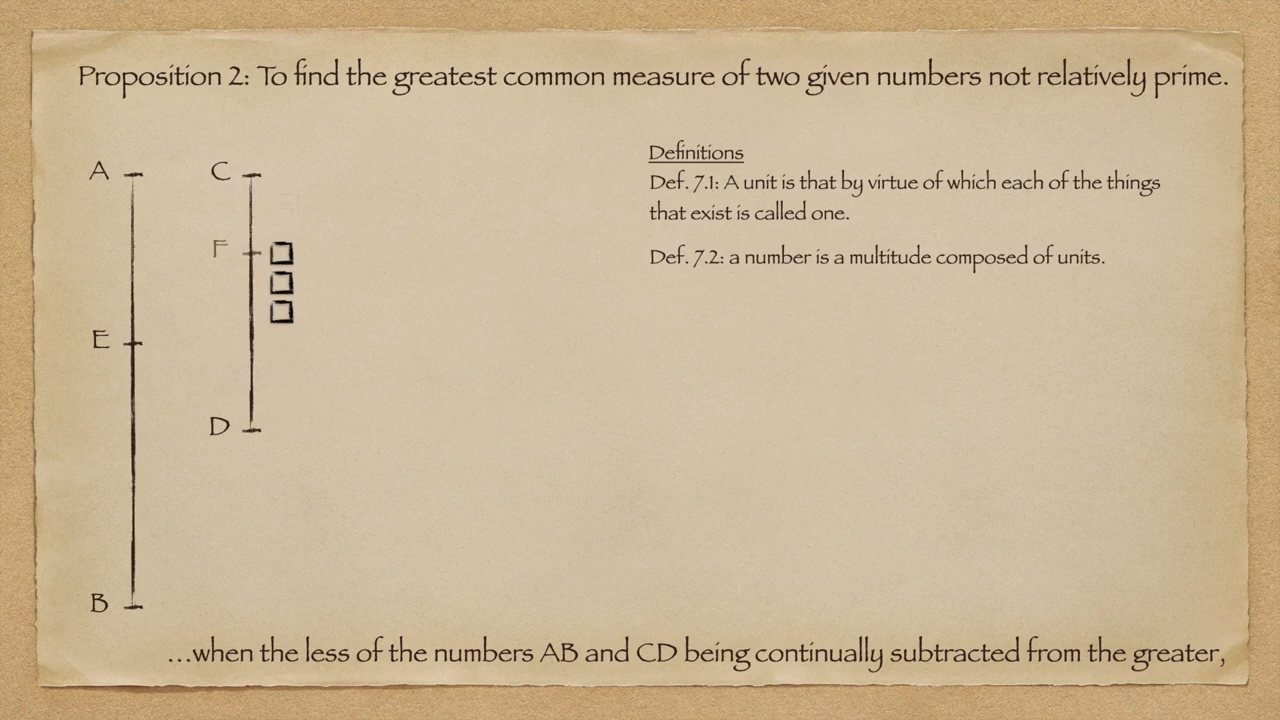 Proposition 2: To find the greatest common measure of two given numbers not relatively prime.
Definitions
Def. 7.1: A unit is that by virtue of which each of the things
that exist is called one.
Def. 7.2: a number is a multitude composed of units.
A
C
F
E
D
B
...when the less of the numbers AB and CD being continually subtracted from the greater,